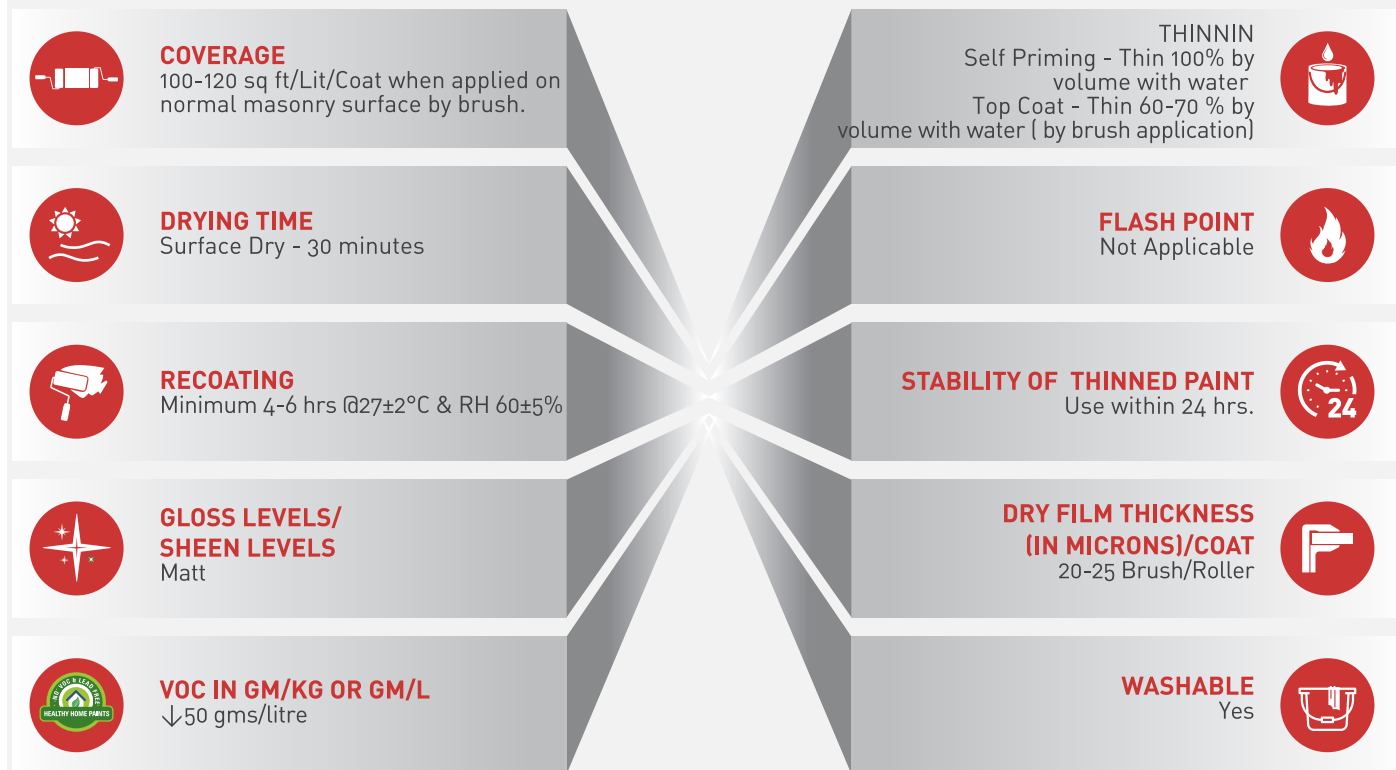 COVERAGE
100-120 sq ft/Lit/Coat when applied on
normal masonry surface by brush.
DRYING TIME
Surface Dry - 30 minutes
RECOATING
Minimum 4-6 hrs @27±2°C & RH 60±5%
GLOSS LEVELS/
SHEEN LEVELS
Matt
NO VOC & LEAD FREE
HEALTHY HOME PAINTS
VOC IN GM/KG OR GM/L
↓50 gms/litre
THINNIN
Self Priming - Thin 100% by
volume with water
Top Coat - Thin 60-70 % by
volume with water ( by brush application)
FLASH POINT
Not Applicable
STABILITY OF THINNED PAINT
Use within 24 hrs.
24
DRY FILM THICKNESS
(IN MICRONS)/COAT
20-25 Brush/Roller
WASHABLE
Yes